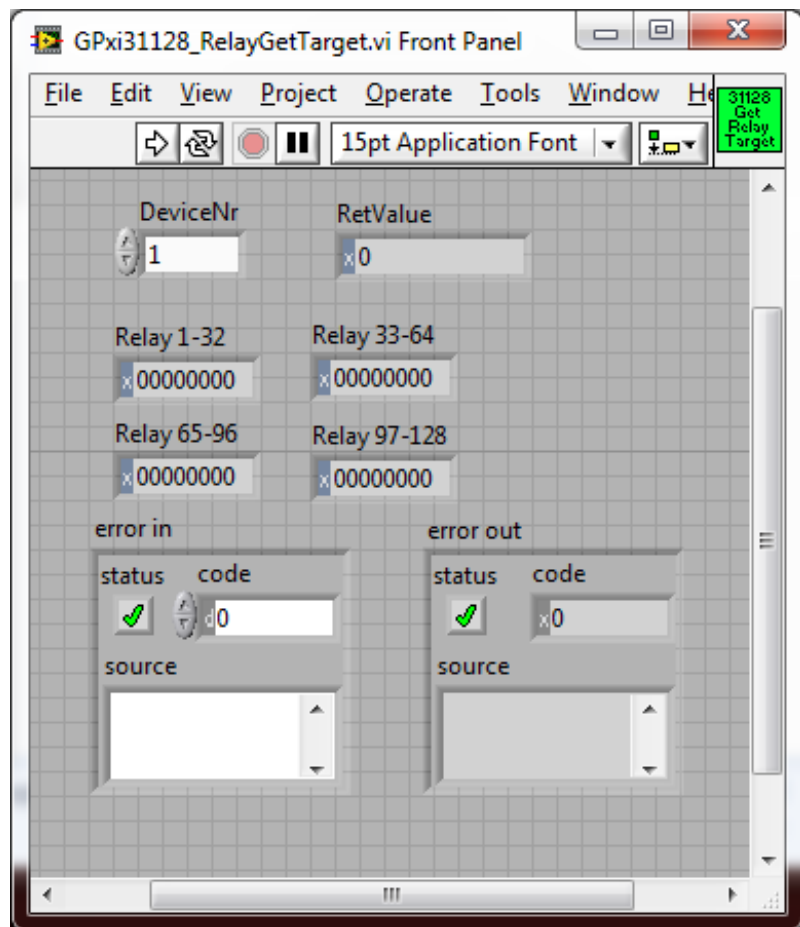 GPxi31128_RelayGetTarget.vi Front Panel
File Edit View Project Operate Tools Window He
31128
Get
Relay
Target
15pt Application Font
DeviceNr RetValue
1 x 0
Relay 1-32 Relay 33-64
x 00000000 x 00000000
Relay 65-96 Relay 97-128
x 00000000 x 00000000
error in error out
status code status code
d 0 x 0
source source